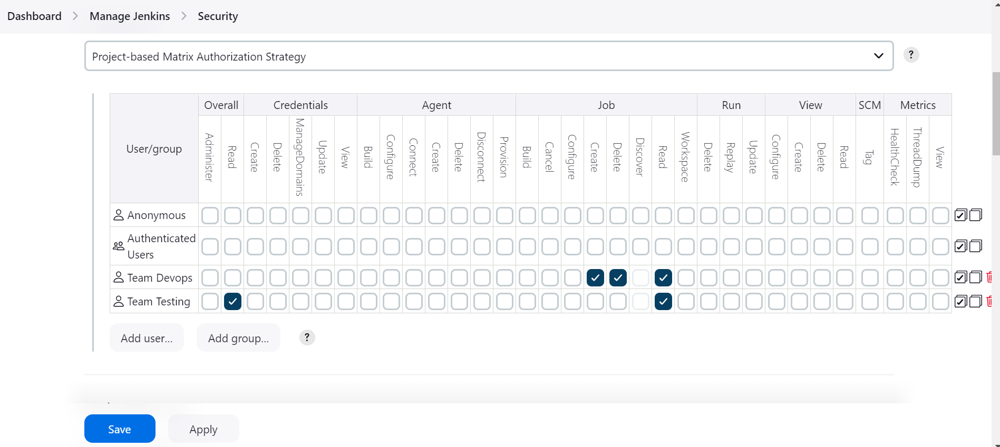 Dashboard > Manage Jenkins > Security
Project-based Matrix Authorization Strategy
?
User/group
Overall
Credentials
Agent
Job
Run
View
SCM
Metrics
Administer
Read
Create
Delete
ManageDomains
Update
View
Build
Configure
Connect
Create
Delete
Disconnect
Provision
Build
Cancel
Configure
Create
Delete
Discover
Read
Workspace
Delete
Replay
Update
Configure
Create
Delete
Read
Tag
HealthCheck
ThreadDump
View
Anonymous
Authenticated
Users
Team Devops
Team Testing
Add user...
Add group...
?
Save
Apply